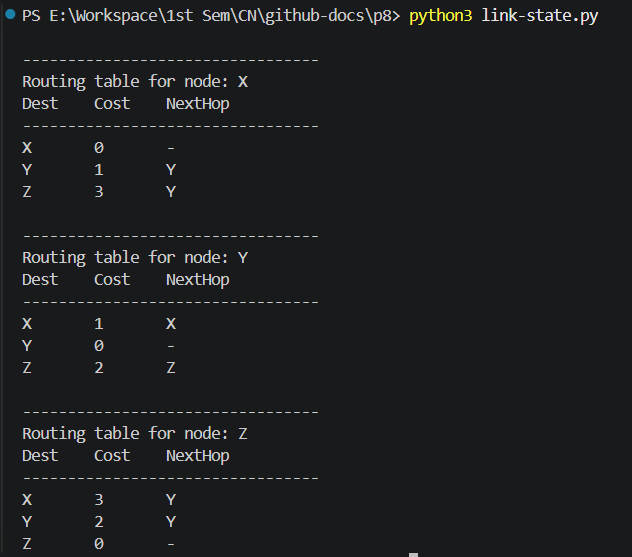 PS E:\Workspace\1st Sem\CN\github-docs\p8> python3 link-state.py
---------------------------------
Routing table for node: X
Dest    Cost    NextHop
---------------------------------
X       0       -
Y       1       Y
Z       3       Y
---------------------------------
Routing table for node: Y
Dest    Cost    NextHop
---------------------------------
X       1       X
Y       0       -
Z       2       Z
---------------------------------
Routing table for node: Z
Dest    Cost    NextHop
---------------------------------
X       3       Y
Y       2       Y
Z       0       -